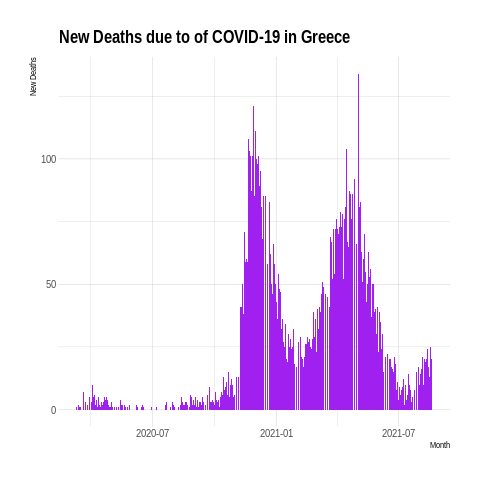 New Deaths due to of COVID-19 in Greece
New Deaths
100
50
0
2020-07
2021-01
2021-07
Month